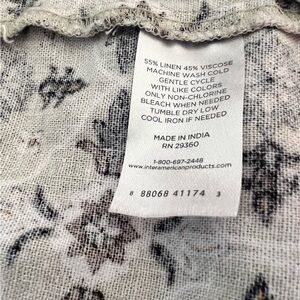 55% LINEN 45% VISCOSE
MACHINE WASH COLD
GENTLE CYCLE
WITH LIKE COLORS
ONLY NON-CHLORINE
BLEACH WHEN NEEDED
TUMBLE DRY LOW
COOL IRON IF NEEDED
MADE IN INDIA
RN 29360
1-800-697-2448
www.interamericanproducts.com
8 88068 41174 3